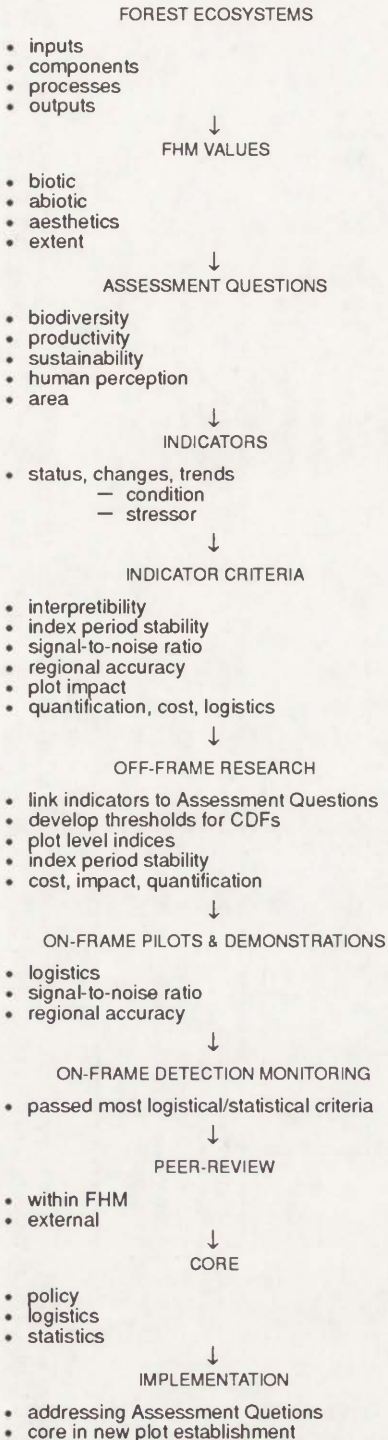 FOREST ECOSYSTEMS
• inputs
• components
• processes
• outputs
↓
FHM VALUES
• biotic
• abiotic
• aesthetics
• extent
↓
ASSESSMENT QUESTIONS
• biodiversity
• productivity
• sustainability
• human perception
• area
↓
INDICATORS
• status, changes, trends
— condition
— stressor
↓
INDICATOR CRITERIA
• interpretibility
• index period stability
• signal-to-noise ratio
• regional accuracy
• plot impact
• quantification, cost, logistics
↓
OFF-FRAME RESEARCH
• link indicators to Assessment Questions
• develop thresholds for CDFs
• plot level indices
• index period stability
• cost, impact, quantification
↓
ON-FRAME PILOTS & DEMONSTRATIONS
• logistics
• signal-to-noise ratio
• regional accuracy
↓
ON-FRAME DETECTION MONITORING
• passed most logistical/statistical criteria
↓
PEER-REVIEW
• within FHM
• external
↓
CORE
• policy
• logistics
• statistics
↓
IMPLEMENTATION
• addressing Assessment Quetions
• core in new plot establishment